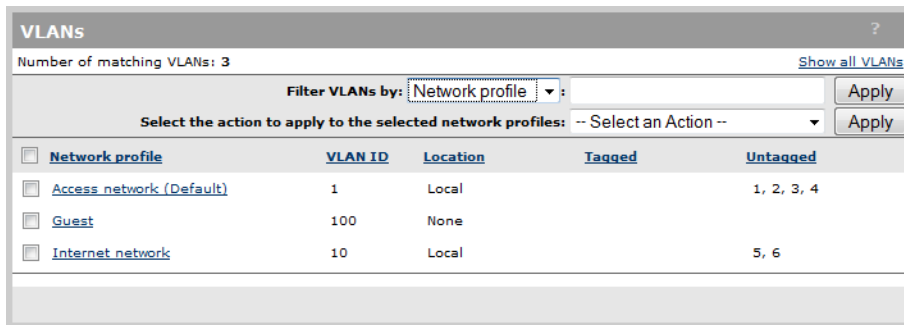 VLANs ?
Number of matching VLANs: 3 Show all VLANs
Filter VLANs by: Network profile : Apply
Select the action to apply to the selected network profiles: -- Select an Action -- Apply
Network profile VLAN ID Location Tagged Untagged
Access network (Default) 1 Local 1, 2, 3, 4
Guest 100 None
Internet network 10 Local 5, 6